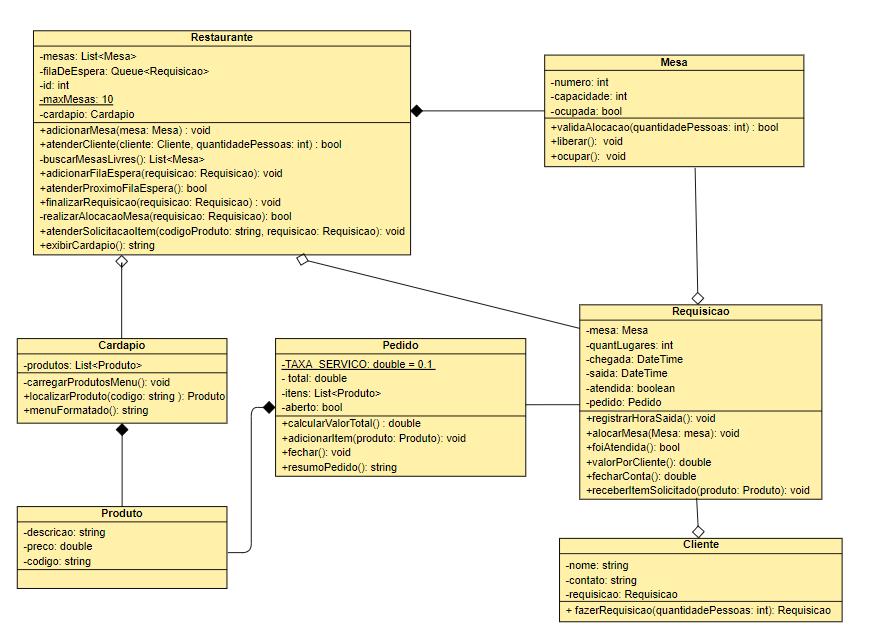 Restaurante
-mesas: List<Mesa>
-filaDeEspera: Queue<Requisicao>
-id: int
-maxMesas: 10
-cardapio: Cardapio
+adicionarMesa(mesa: Mesa) : void
+atenderCliente(cliente: Cliente, quantidadePessoas: int) : bool
-buscarMesasLivres(): List<Mesa>
+adicionarFilaEspera(requisicao: Requisicao): void
+atenderProximoFilaEspera(): bool
+finalizarRequisicao(requisicao: Requisicao) : void
-realizarAlocacaoMesa(requisicao: Requisicao): bool
+atenderSolicitacaoItem(codigoProduto: string, requisicao: Requisicao): void
+exibirCardapio(): string
Mesa
-numero: int
-capacidade: int
-ocupada: bool
+validaAlocacao(quantidadePessoas: int) : bool
+liberar(): void
+ocupar(): void
Cardapio
-produtos: List<Produto>
-carregarProdutosMenu(): void
+localizarProduto(codigo: string ): Produto
+menuFormatado(): string
Pedido
-TAXA_SERVICO: double = 0.1
- total: double
-itens: List<Produto>
-aberto: bool
+calcularValorTotal() : double
+adicionarItem(produto: Produto): void
+fechar(): void
+resumoPedido(): string
Requisicao
-mesa: Mesa
-quantLugares: int
-chegada: DateTime
-saida: DateTime
-atendida: boolean
-pedido: Pedido
+registrarHoraSaida(): void
+alocarMesa(Mesa: mesa): void
+foiAtendida(): bool
+valorPorCliente(): double
+fecharConta(): double
+receberItemSolicitado(produto: Produto): void
Produto
-descricao: string
-preco: double
-codigo: string
Cliente
-nome: string
-contato: string
-requisicao: Requisicao
+ fazerRequisicao(quantidadePessoas: int): Requisicao